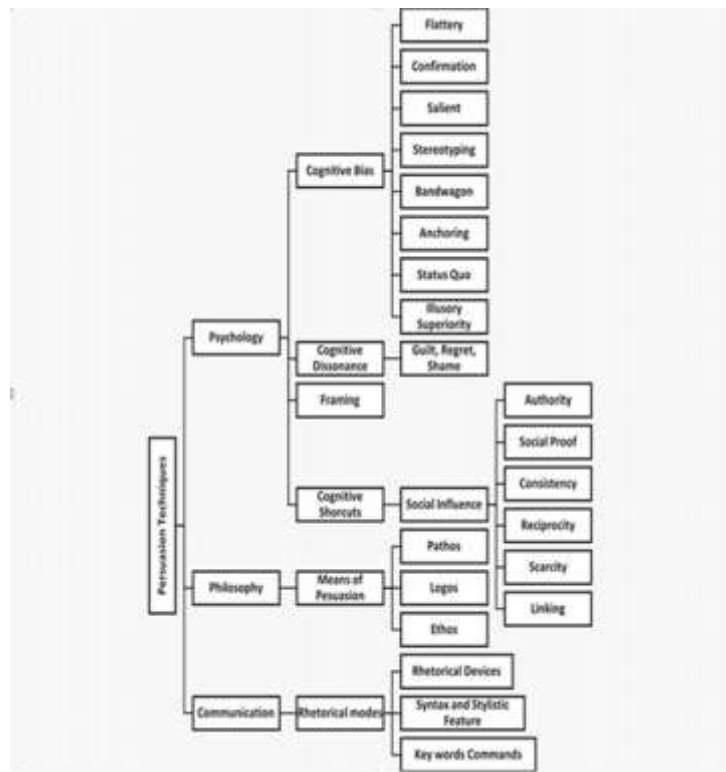 Flattery
Confirmation
Salient
Stereotyping
Cognitive Bias
Bandwagon
Anchoring
Status Quo
Illusory
Superiority
Psychology
Cognitive
Dissonance
Guilt, Regret,
Shame
Framing
Authority
Social Proof
Consistency
Cognitive
Shorcuts
Social Influence
Reciprocity
Scarcity
Linking
Persuasion Techniques
Philosophy
Means of
Pesuasion
Pathos
Logos
Ethos
Communication
Rhetorical modes
Rhetorical Devices
Syntax and Stylistic
Feature
Key words Commands